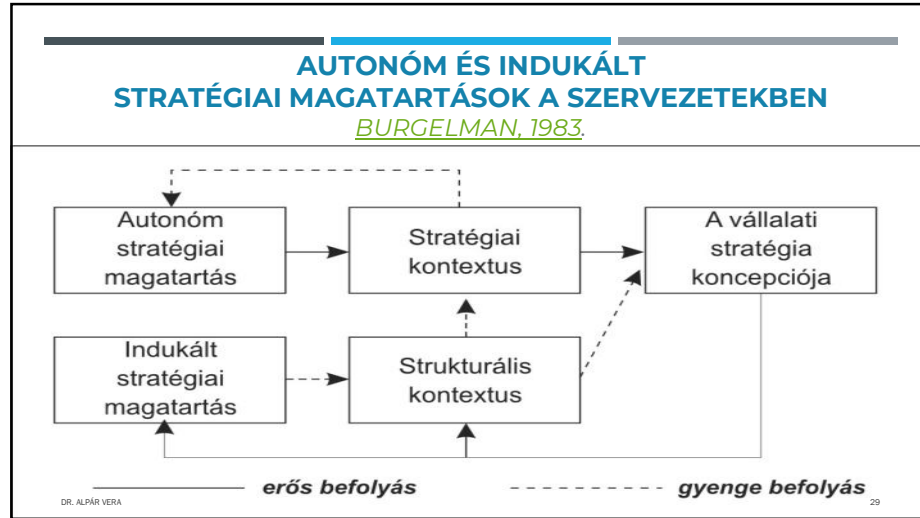 AUTONÓM ÉS INDUKÁLT
STRATÉGIAI MAGATARTÁSOK A SZERVEZETEKBEN
BURGELMAN, 1983.
Autonóm
stratégiai
magatartás
Stratégiai
kontextus
A vállalati
stratégia
koncepciója
Indukált
stratégiai
magatartás
Strukturális
kontextus
erős befolyás
gyenge befolyás
DR. ALPÁR VERA
29